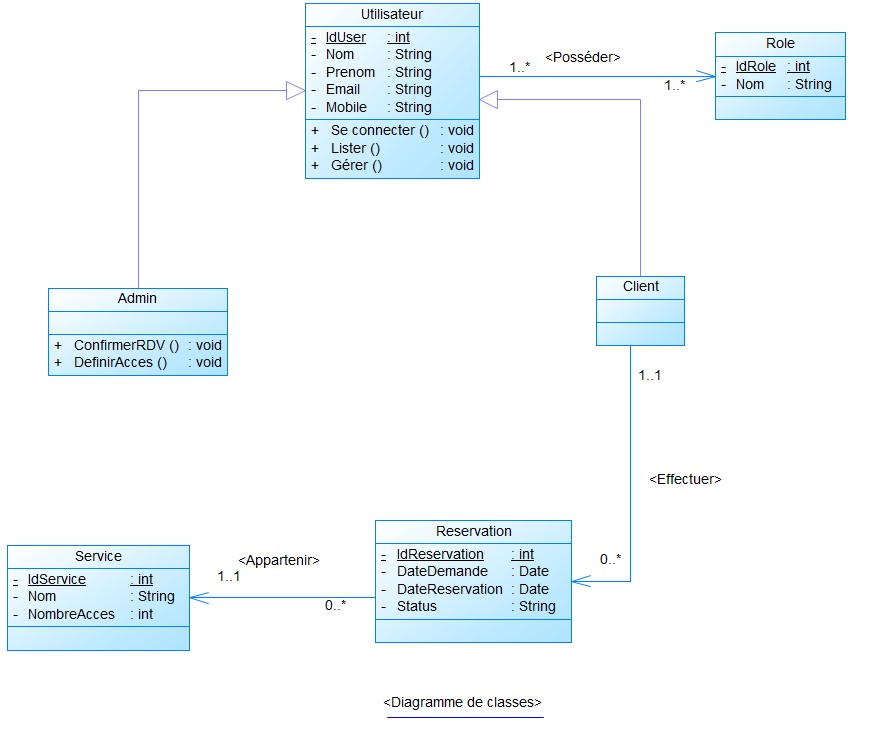 Utilisateur
- IdUser : int
- Nom : String
- Prenom : String
- Email : String
- Mobile : String
+ Se connecter () : void
+ Lister () : void
+ Gérer () : void
1..*
<Posséder>
1..*
Role
- IdRole : int
- Nom : String
Admin
+ ConfirmerRDV () : void
+ DefinirAcces () : void
Client
1..1
<Effectuer>
0..*
Reservation
- IdReservation : int
- DateDemande : Date
- DateReservation : Date
- Status : String
<Appartenir>
1..1
0..*
Service
- IdService : int
- Nom : String
- NombreAcces : int
<Diagramme de classes>